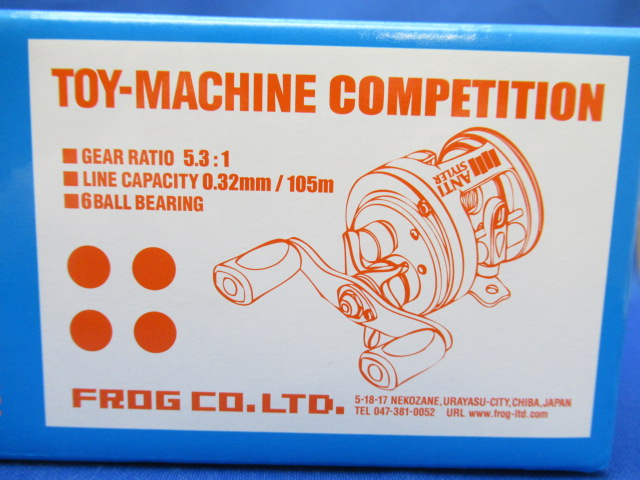 TOY-MACHINE COMPETITION
■ GEAR RATIO 5.3:1
■ LINE CAPACITY 0.32mm / 105m
■ 6 BALL BEARING
ANTI
STYLER
FROG CO. LTD.
5-18-17 NEKOZANE, URAYASU-CITY, CHIBA, JAPAN
TEL 047-381-0052 URL www.frog-ltd.com